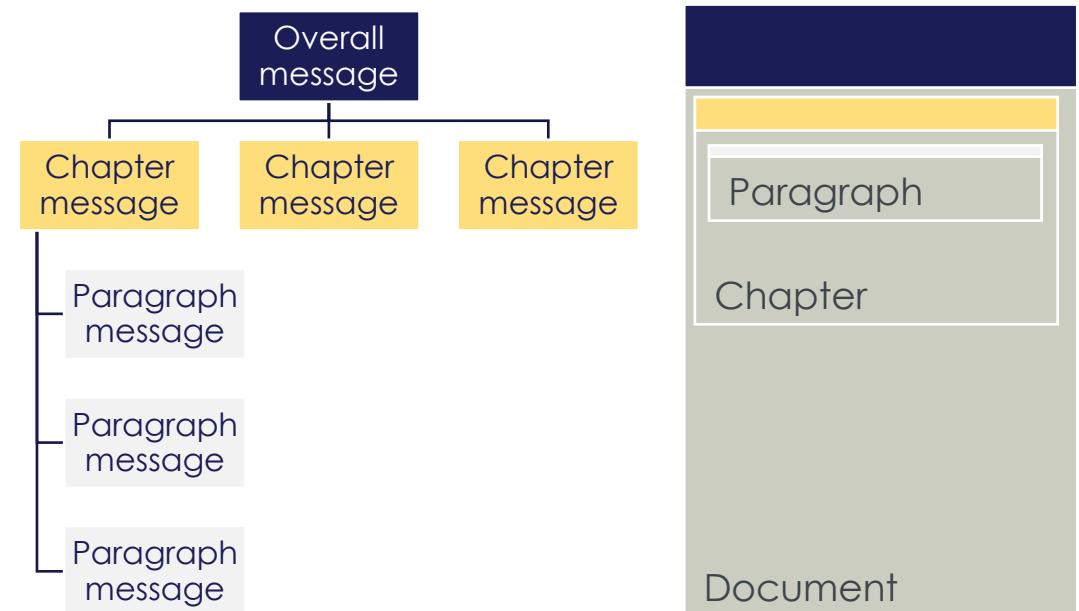 Overall
message
Chapter
message
Chapter
message
Chapter
message
Paragraph
message
Paragraph
message
Paragraph
message
Paragraph
Chapter
Document